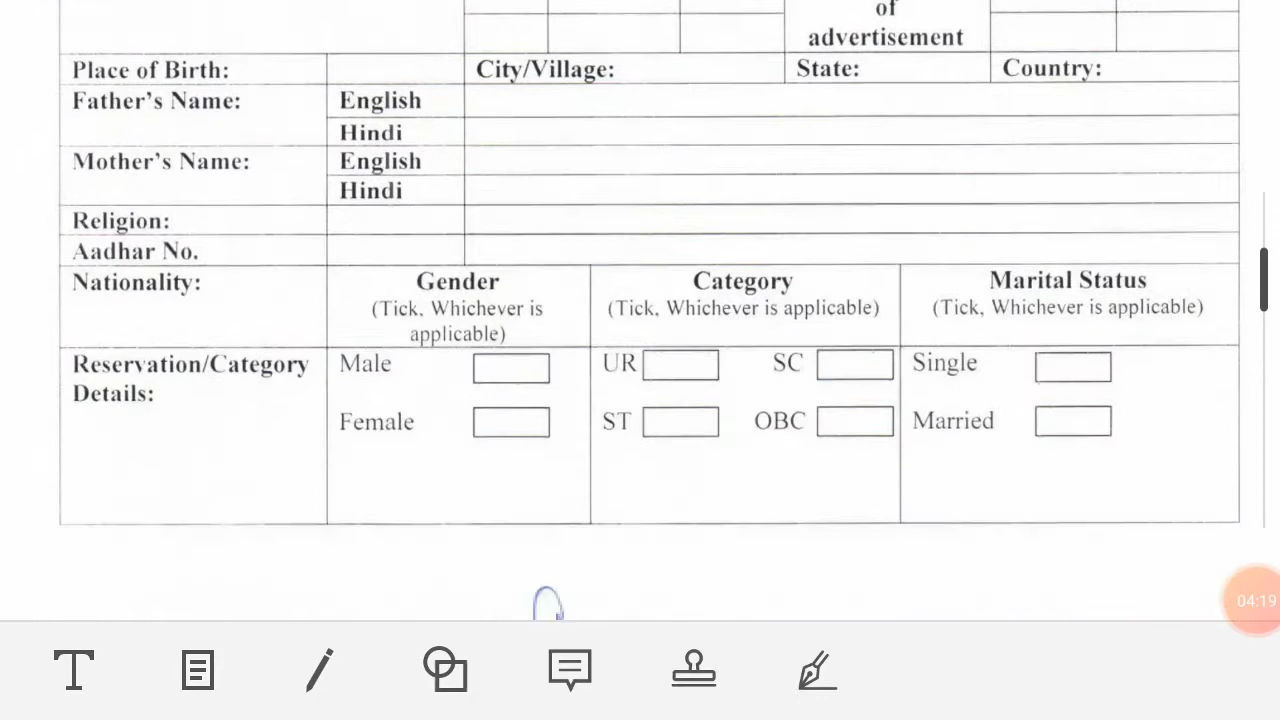 of
advertisement
Place of Birth: City/Village: State: Country:
Father's Name: English
Hindi
Mother's Name: English
Hindi
Religion:
Aadhar No.
Nationality: Gender Category Marital Status
(Tick, Whichever is (Tick, Whichever is applicable) (Tick, Whichever is applicable)
applicable)
Reservation/Category Male UR SC Single
Details:
Female ST OBC Married
04:19
T